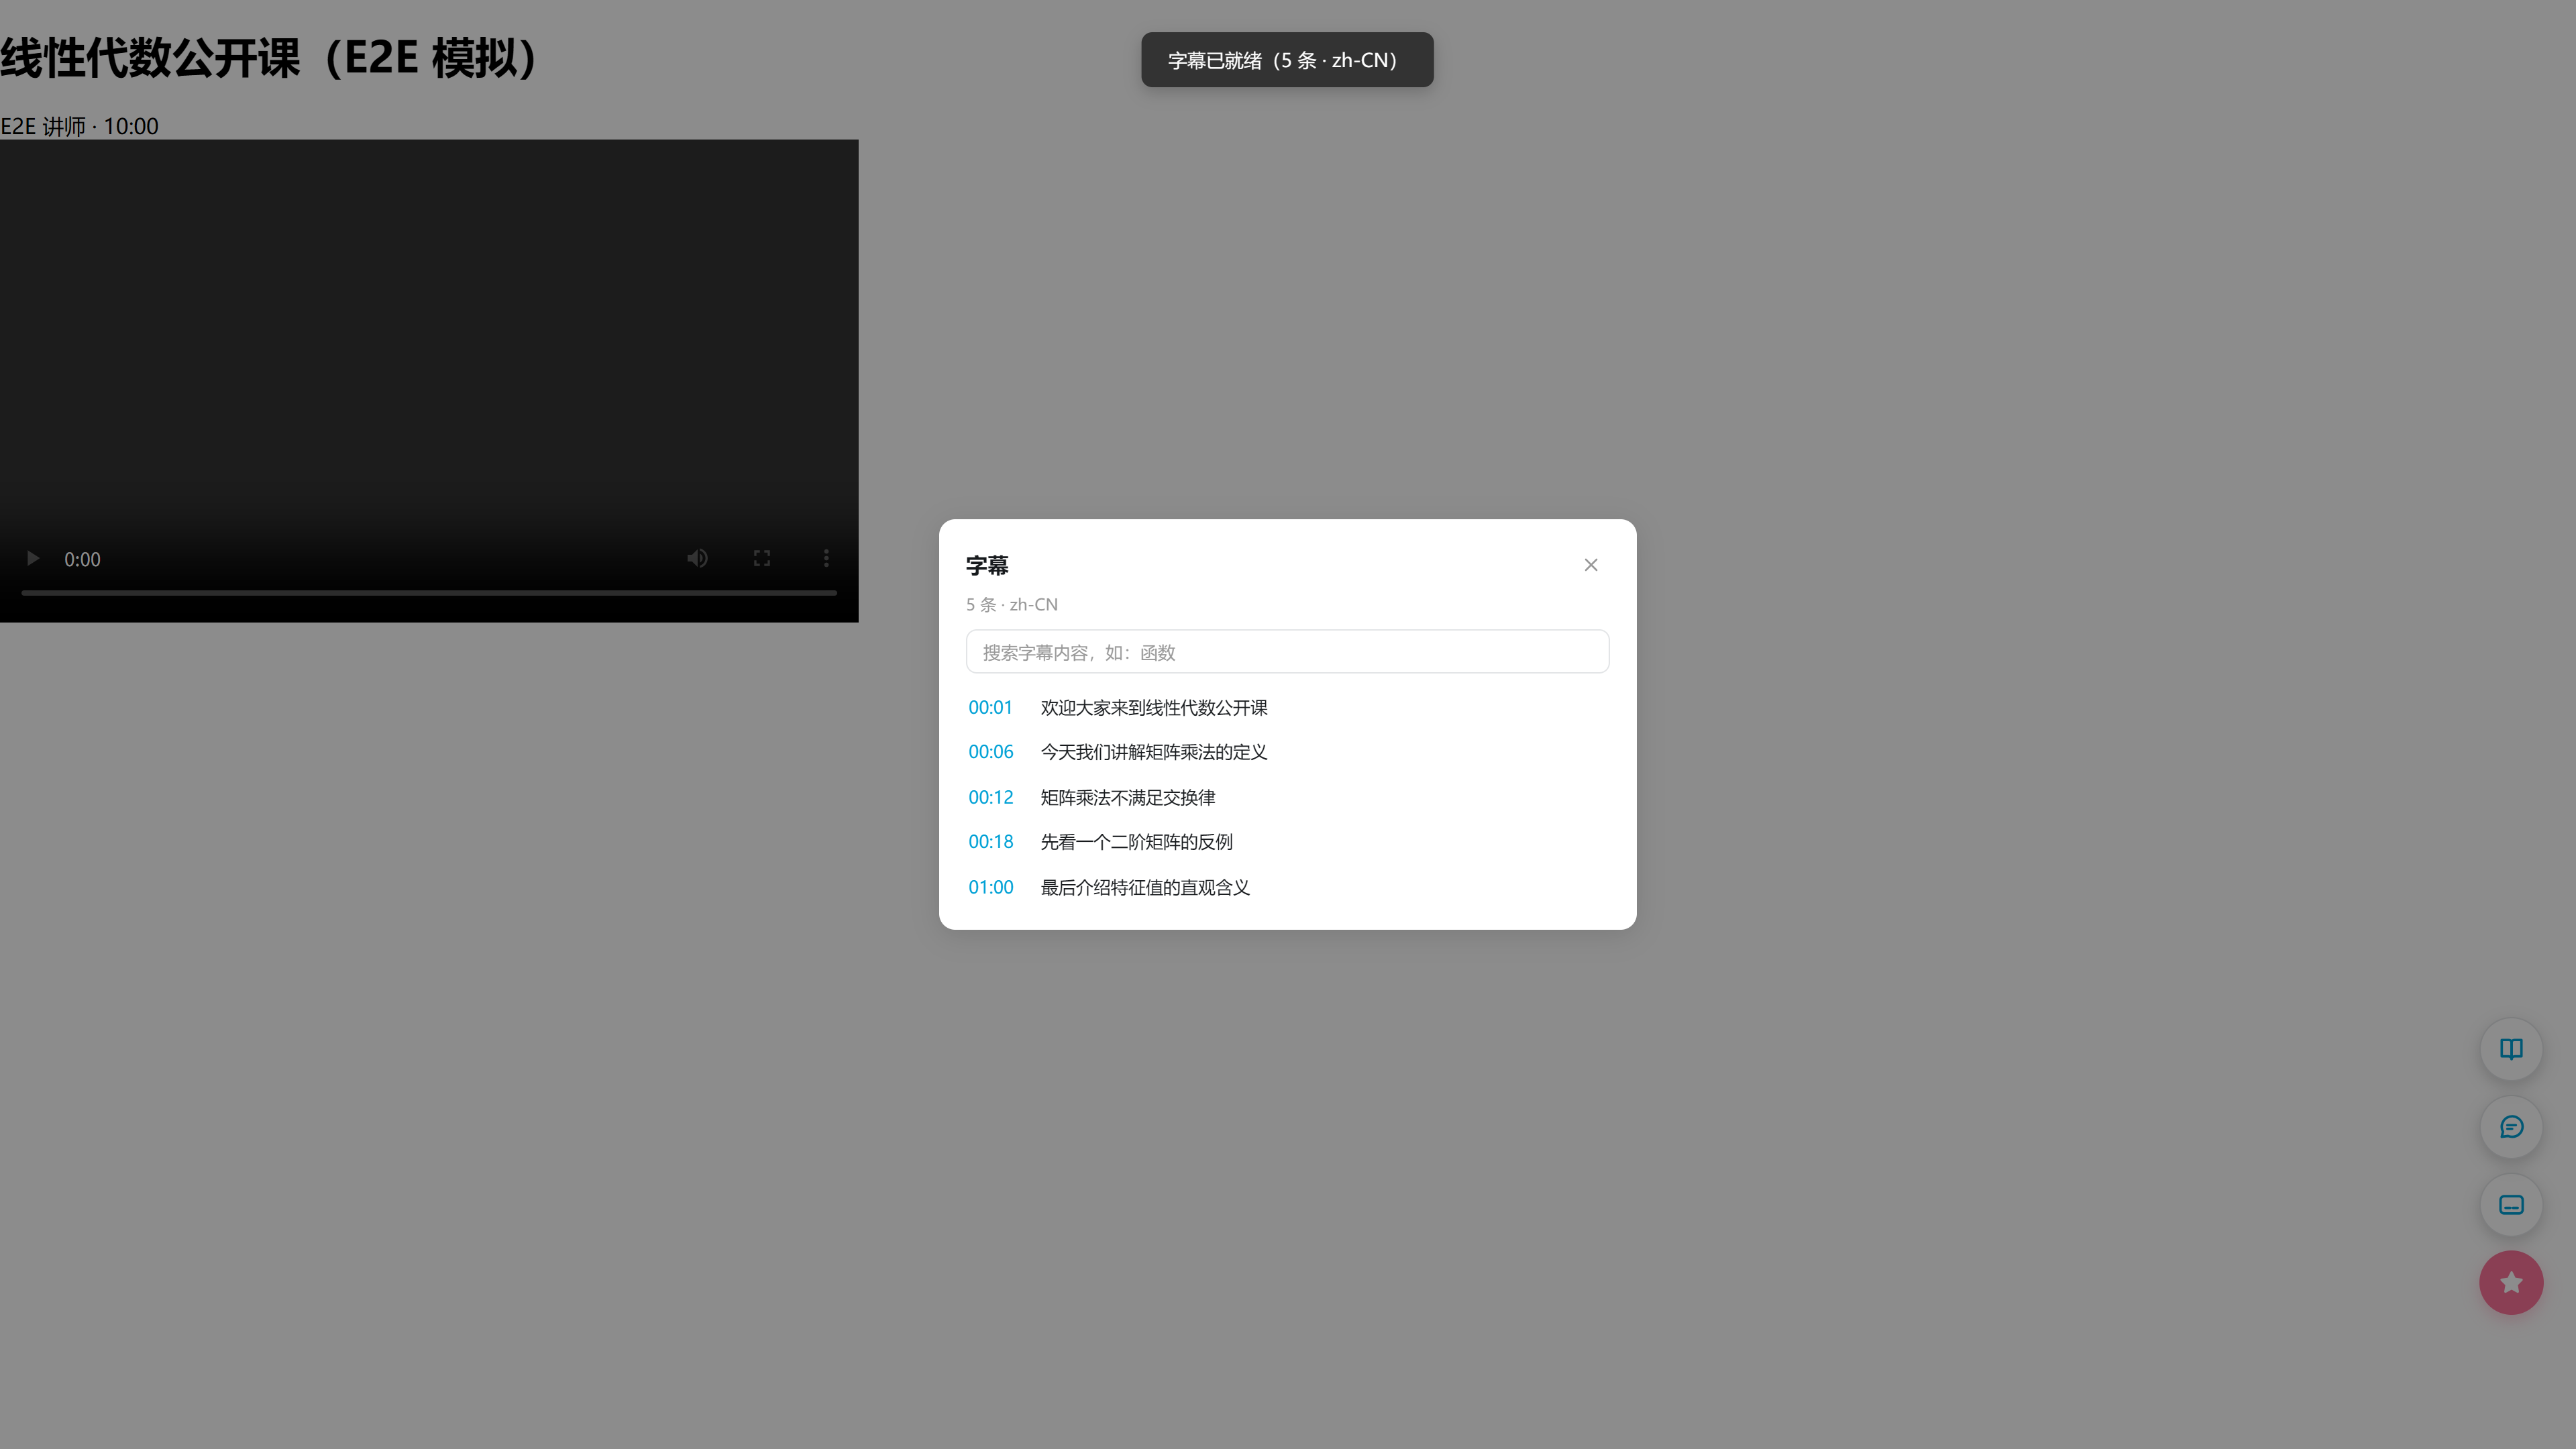 线性代数公开课（E2E 模拟）
字幕已就绪（5 条 · zh-CN）
E2E 讲师 · 10:00
0:00
字幕
5 条 · zh-CN
搜索字幕内容，如：函数
00:01 欢迎大家来到线性代数公开课
00:06 今天我们讲解矩阵乘法的定义
00:12 矩阵乘法不满足交换律
00:18 先看一个二阶矩阵的反例
01:00 最后介绍特征值的直观含义